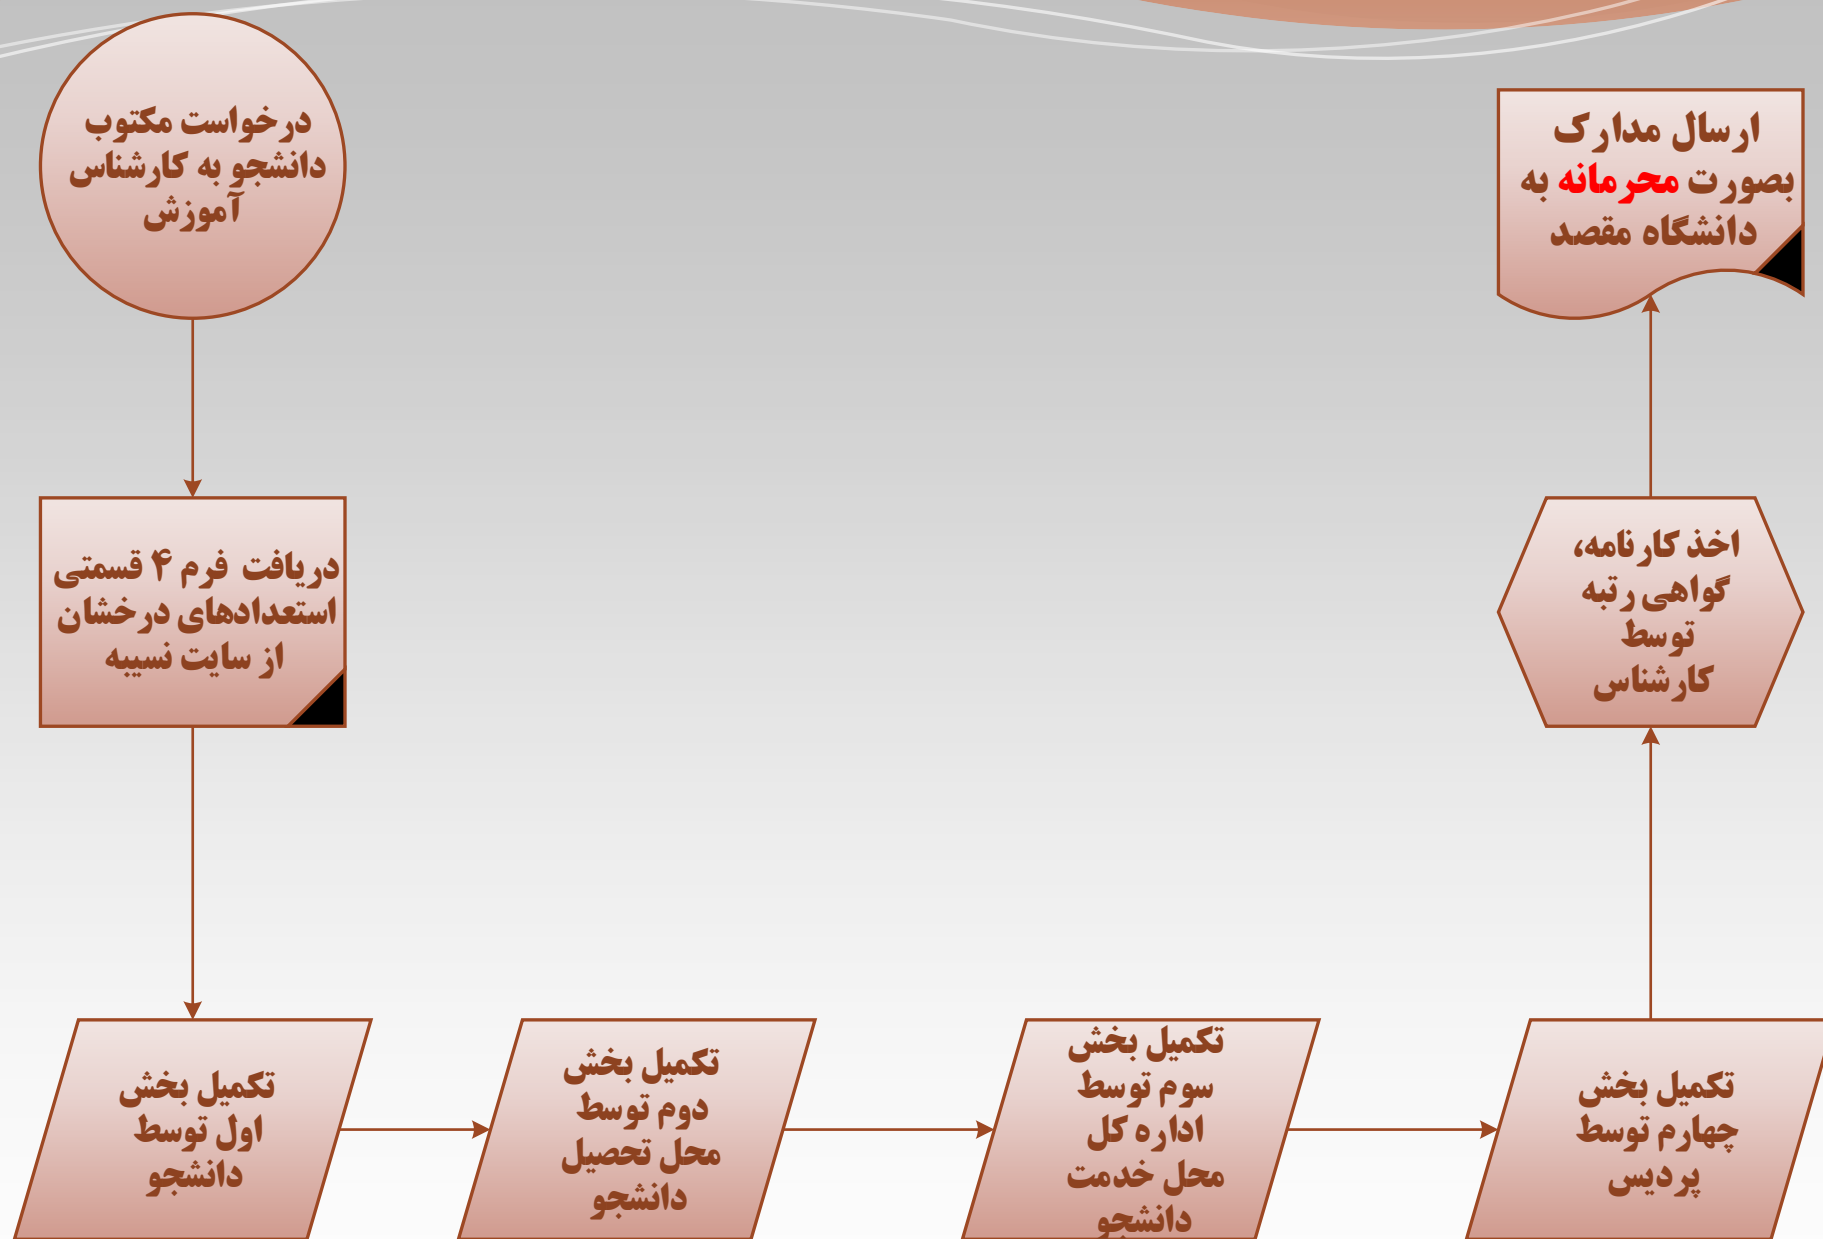 درخواست مکتوب
دانشجو به کارشناس
آموزش
دریافت فرم ۴ قسمتی
استعدادهای درخشان
از سایت نسیبه
تکمیل بخش
اول توسط
دانشجو
تکمیل بخش
دوم توسط
محل تحصیل
دانشجو
تکمیل بخش
سوم توسط
اداره کل
محل خدمت
دانشجو
تکمیل بخش
چهارم توسط
پردیس
اخذ کارنامه،
گواهی رتبه
توسط
کارشناس
ارسال مدارک
بصورت محرمانه به
دانشگاه مقصد